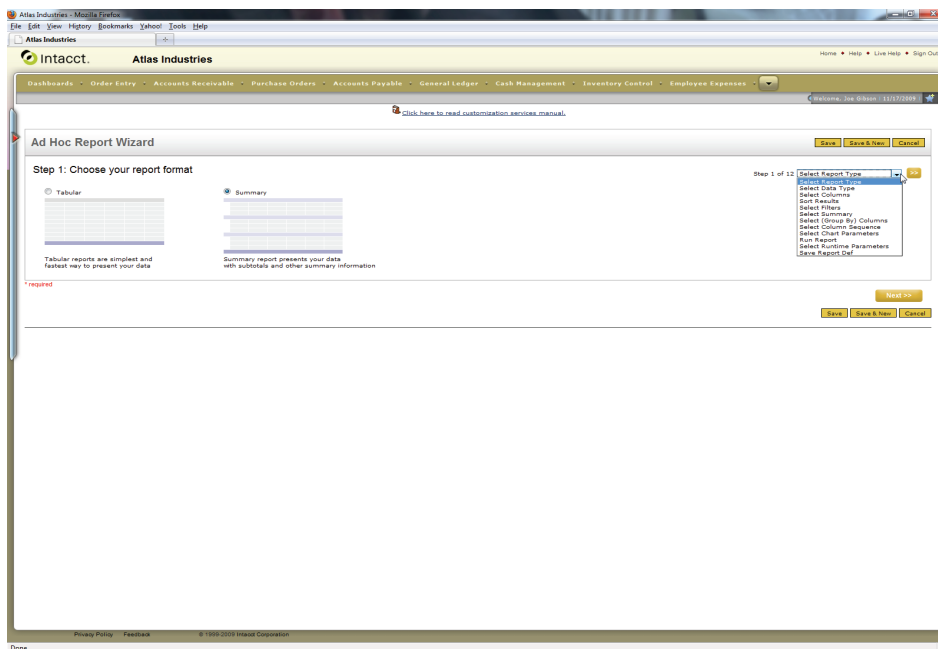 Atlas Industries - Mozilla Firefox
File Edit View History Bookmarks Yahoo! Tools Help
Atlas Industries
Intacct. Atlas Industries
Home • Help • Live Help • Sign Out
Dashboards - Order Entry - Accounts Receivable - Purchase Orders - Accounts Payable - General Ledger - Cash Management - Inventory Control - Employee Expenses -
Welcome, Joe Gibson - 11/17/2009
Click here to read customization services manual.
Ad Hoc Report Wizard
Save Save & New Cancel
Step 1: Choose your report format
Step 1 of 12 Select Report Type >>
Select Report Type
Select Data Type
Select Columns
Sort Results
Select Filters
Select Summary
Select (Group By) Columns
Select Column Sequence
Select Chart Parameters
Run Report
Select Runtime Parameters
Save Report Def
Tabular
Summary
Tabular reports are simplest and
fastest way to present your data
Summary report presents your data
with subtotals and other summary information
* required
Next >>
Save Save & New Cancel
Privacy Policy Feedback © 1999-2009 Intacct Corporation
Done